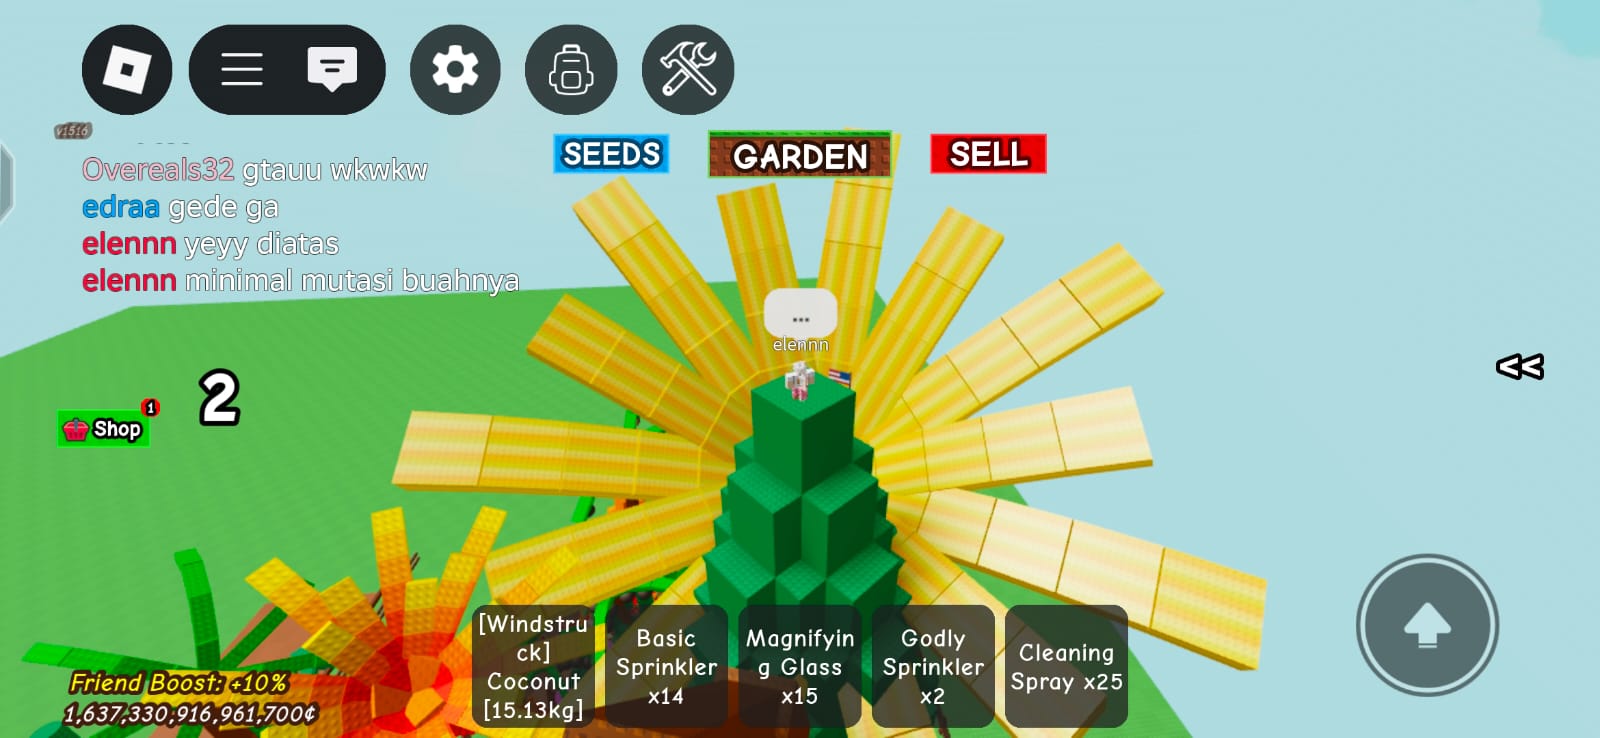 v1516
Overeals32 gtauu wkwkw
edraa gede ga
elennn yeyy diatas
elennn minimal mutasi buahnya
SEEDS
GARDEN
SELL
...
elennn
<<
2
1
Shop
Friend Boost: +10%
1,637,330,916,961,700¢
[Windstru
ck]
Coconut
[15.13kg]
Basic
Sprinkler
x14
Magnifyin
g Glass
x15
Godly
Sprinkler
x2
Cleaning
Spray x25